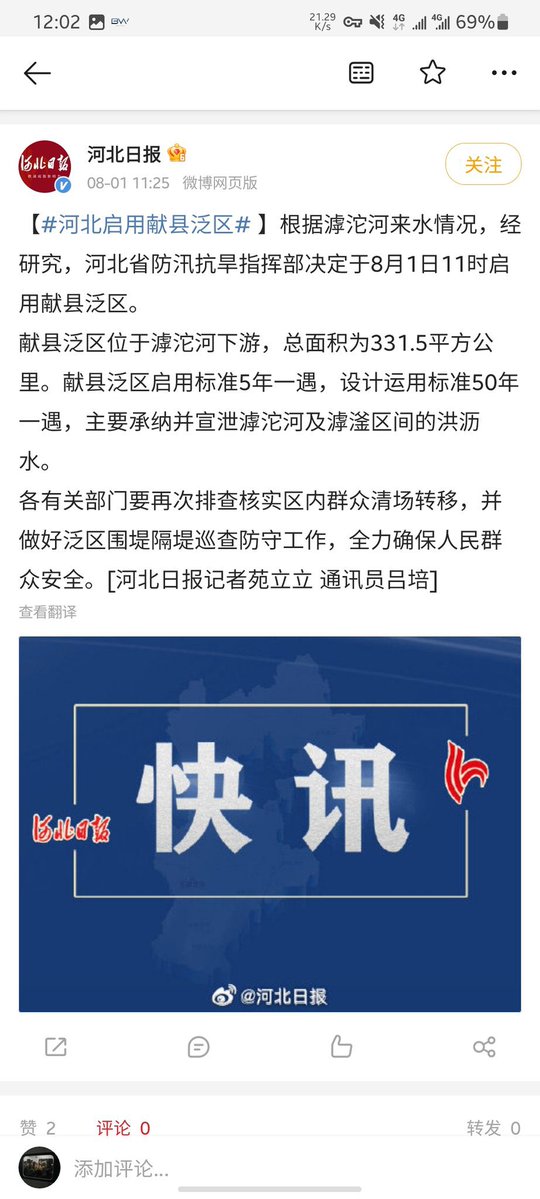 12:02
BW
21.29
K/s
4G
4G
69%
河北日报
河北日报
关注
08-01 11:25 微博网页版
【#河北启用献县泛区# 】根据滹沱河来水情况，经
研究，河北省防汛抗旱指挥部决定于8月1日11时启
用献县泛区。
献县泛区位于滹沱河下游，总面积为331.5平方公
里。献县泛区启用标准5年一遇，设计运用标准50年
一遇，主要承纳并宣泄滹沱河及滹滏区间的洪沥
水。
各有关部门要再次排查核实区内群众清场转移，并
做好泛区围堤隔堤巡查防守工作，全力确保人民群
众安全。[河北日报记者苑立立 通讯员吕培]
查看翻译
快讯
河北日报
@河北日报
赞 2
评论 0
转发 0
添加评论...